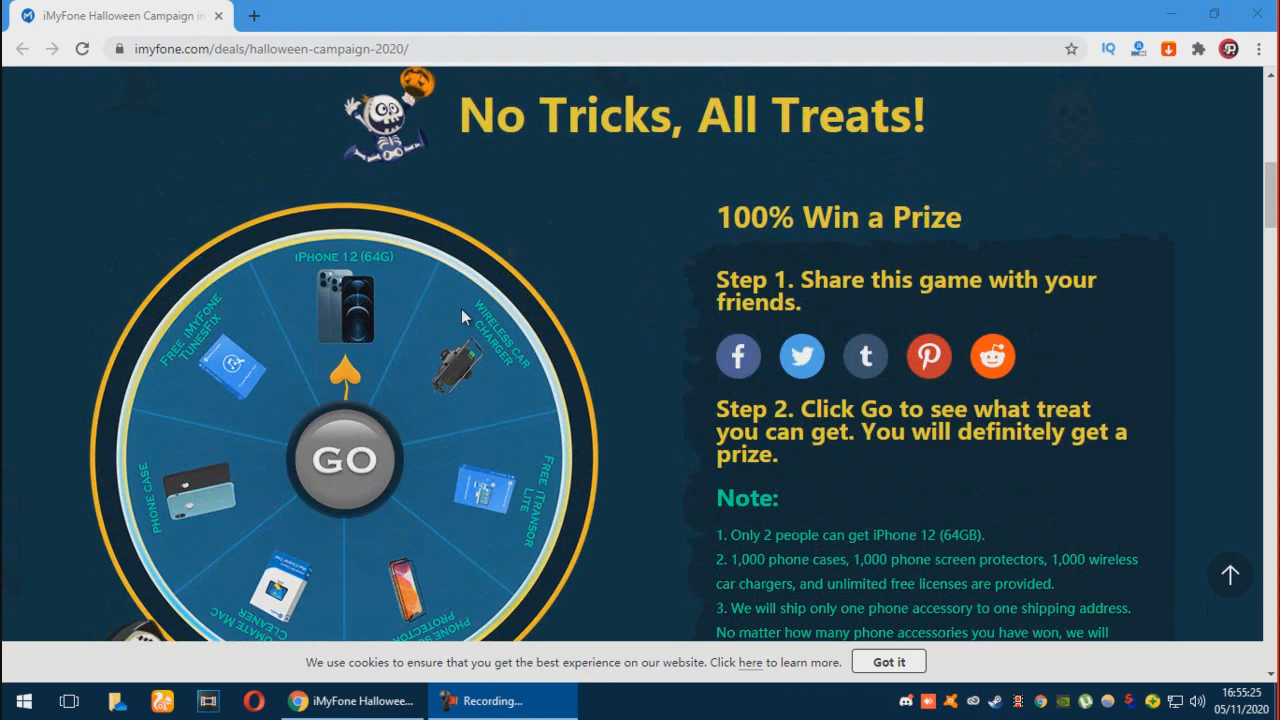 iMyFone Halloween Campaign in
imyfone.com/deals/halloween-campaign-2020/
IQ
No Tricks, All Treats!
iPHONE 12 (64G)
WIRELESS CAR
CHARGER
FREE iMYFONE
TUNESFIX
FREE iTRANSOR
LITE
PHONE CASE
GO
CLEANER
PROTECTOR
100% Win a Prize
Step 1. Share this game with your
friends.
Step 2. Click Go to see what treat
you can get. You will definitely get a
prize.
Note:
1. Only 2 people can get iPhone 12 (64GB).
2. 1,000 phone cases, 1,000 phone screen protectors, 1,000 wireless
car chargers, and unlimited free licenses are provided.
3. We will ship only one phone accessory to one shipping address.
No matter how many phone accessories you have won, we will
We use cookies to ensure that you get the best experience on our website. Click here to learn more.
Got it
iMyFone Hallowee...
Recording...
16:55:25
05/11/2020